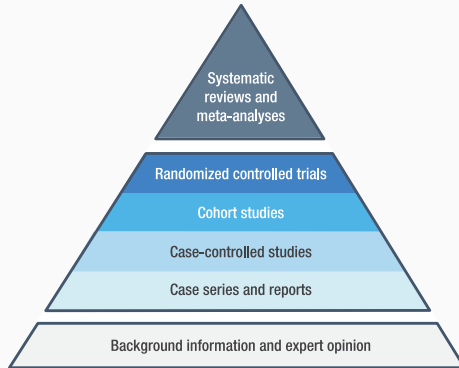 Systematic
reviews and
meta-analyses
Randomized controlled trials
Cohort studies
Case-controlled studies
Case series and reports
Background information and expert opinion